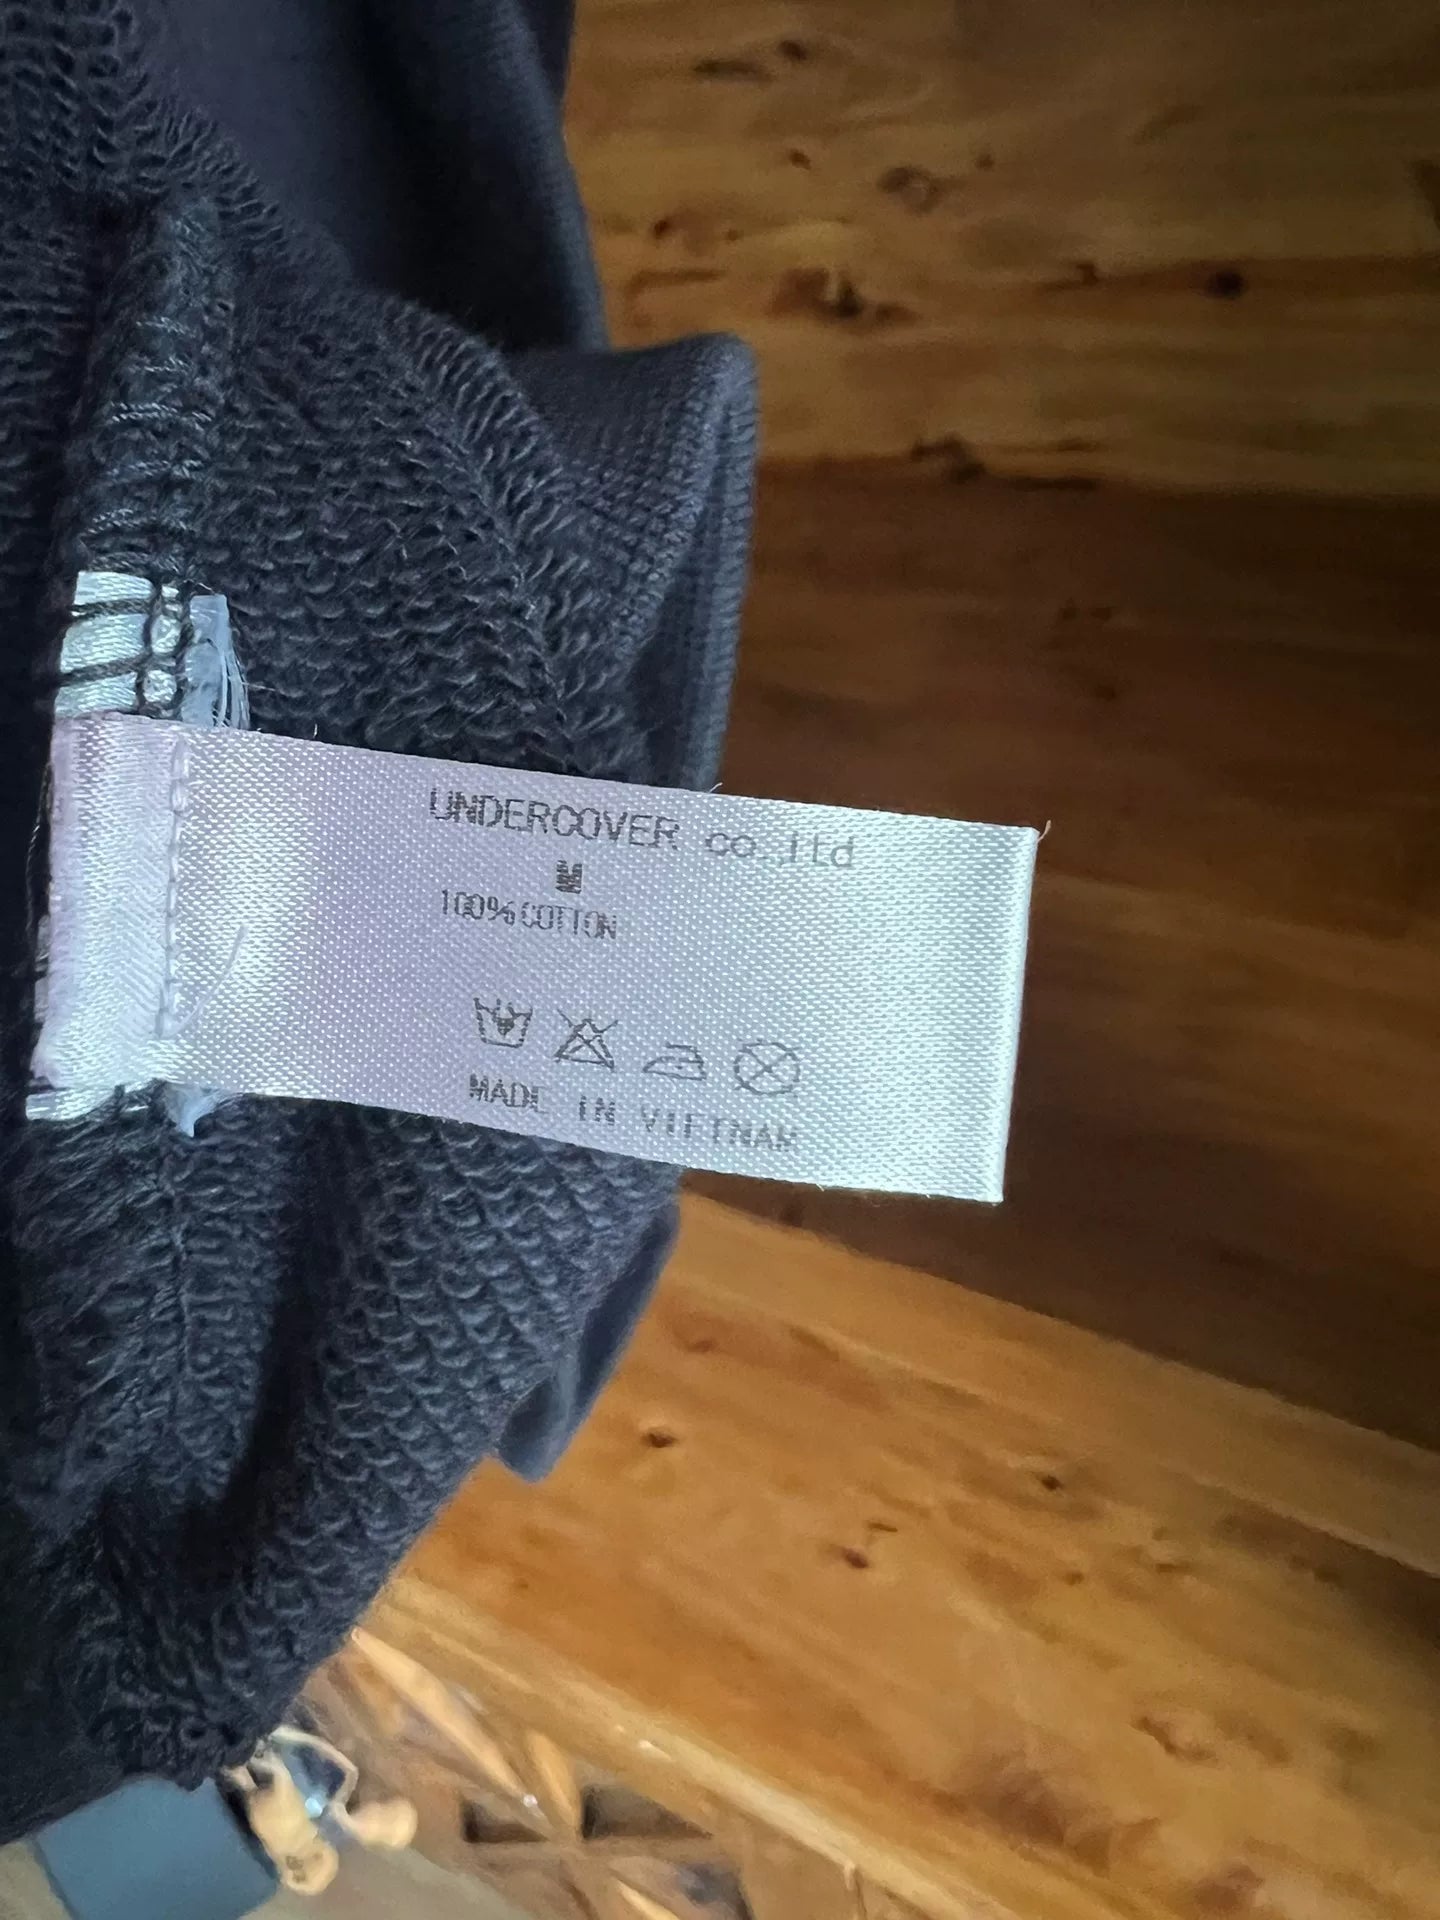 UNDERCOVER co.,ltd
M
100% COTTON
MADE IN VIETNAM